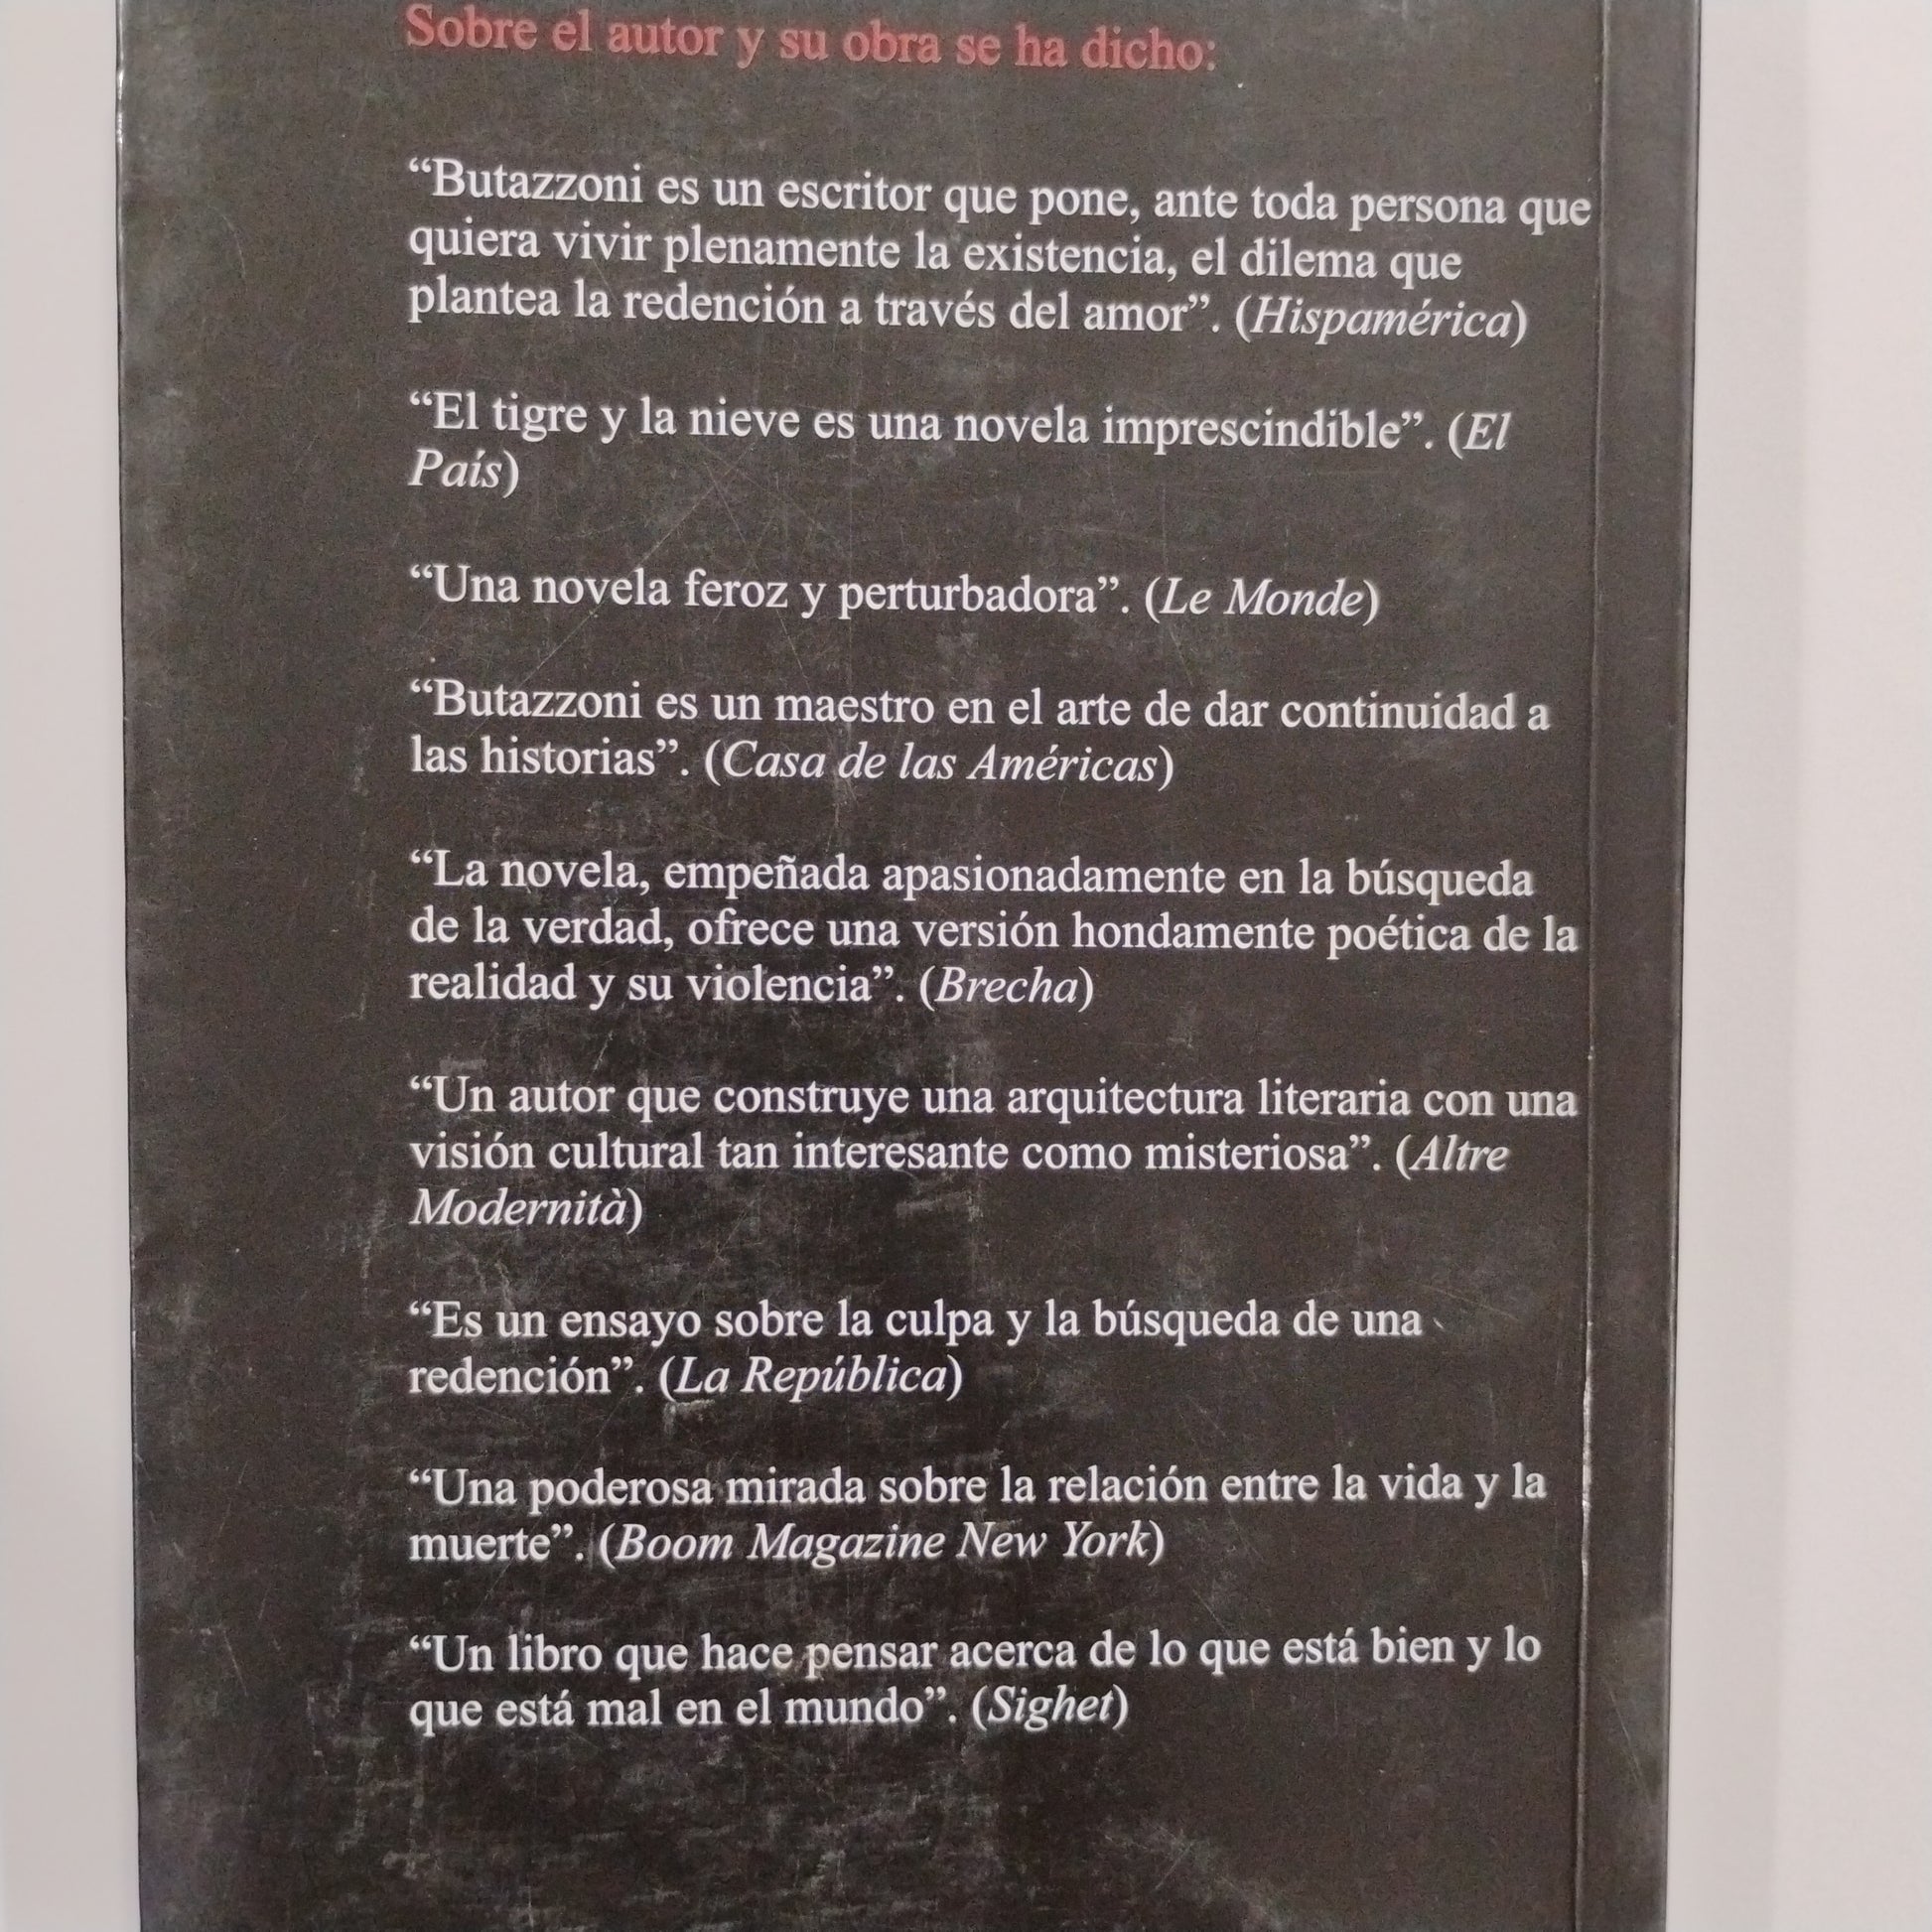 Sobre el autor y su obra se ha dicho:
“Butazzoni es un escritor que pone, ante toda persona que
quiera vivir plenamente la existencia, el dilema que
plantea la redención a través del amor”. (Hispamérica)
“El tigre y la nieve es una novela imprescindible”. (El
País)
“Una novela feroz y perturbadora”. (Le Monde)
“Butazzoni es un maestro en el arte de dar continuidad a
las historias”. (Casa de las Américas)
“La novela, empeñada apasionadamente en la búsqueda
de la verdad, ofrece una versión hondamente poética de la
realidad y su violencia”. (Brecha)
“Un autor que construye una arquitectura literaria con una
visión cultural tan interesante como misteriosa”. (Altre
Modernità)
“Es un ensayo sobre la culpa y la búsqueda de una
redención”. (La República)
“Una poderosa mirada sobre la relación entre la vida y la
muerte”. (Boom Magazine New York)
“Un libro que hace pensar acerca de lo que está bien y lo
que está mal en el mundo”. (Sighet)